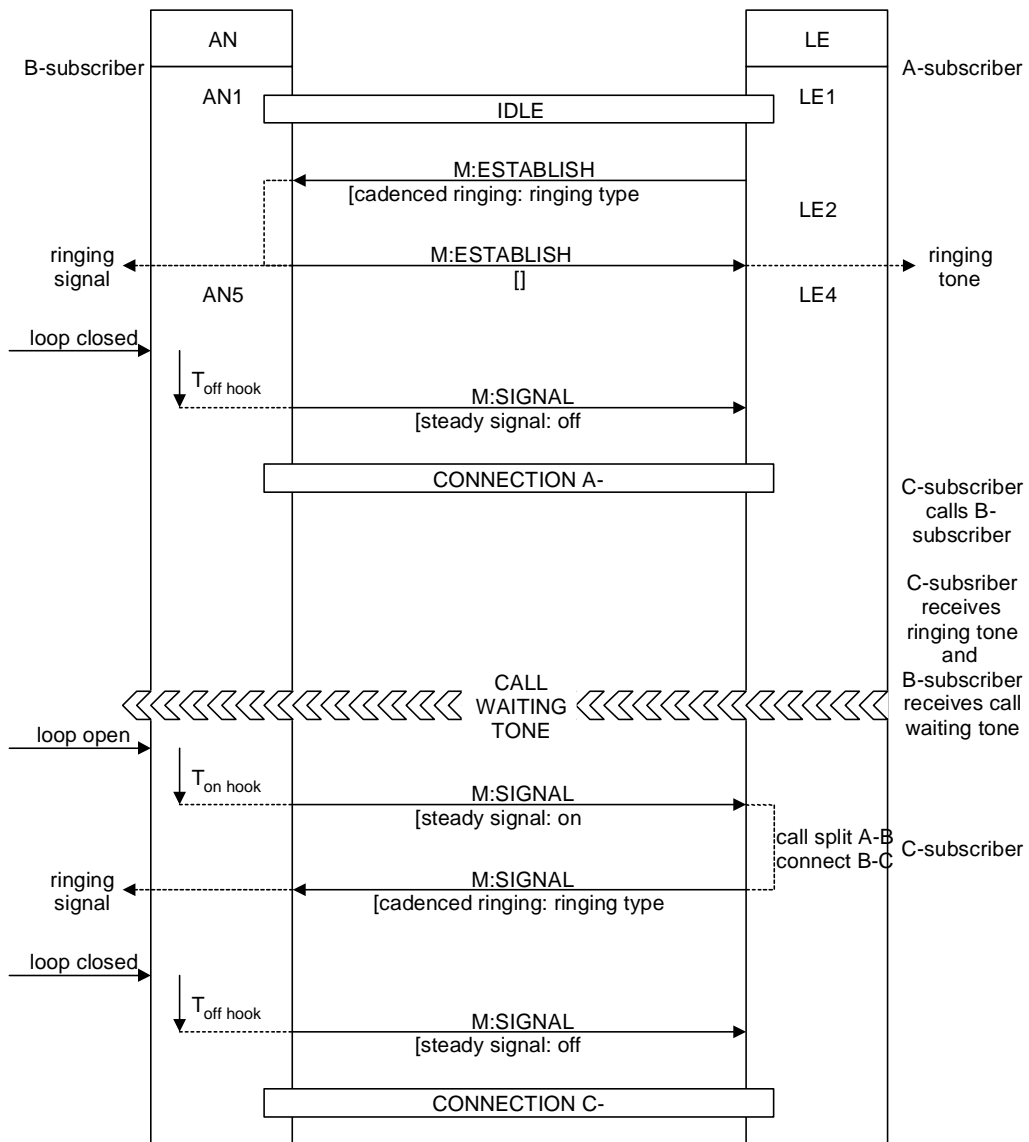 AN
LE
B-subscriber
A-subscriber
AN1
LE1
IDLE
M:ESTABLISH
[cadenced ringing: ringing type
LE2
ringing
signal
M:ESTABLISH
[]
ringing
tone
AN5
LE4
loop closed
Toff hook
M:SIGNAL
[steady signal: off
CONNECTION A-
C-subscriber
calls B-
subscriber
C-subsriber
receives
ringing tone
and
B-subscriber
receives call
waiting tone
CALL
WAITING
TONE
loop open
Ton hook
M:SIGNAL
[steady signal: on
call split A-B
connect B-C
C-subscriber
ringing
signal
M:SIGNAL
[cadenced ringing: ringing type
loop closed
Toff hook
M:SIGNAL
[steady signal: off
CONNECTION C-